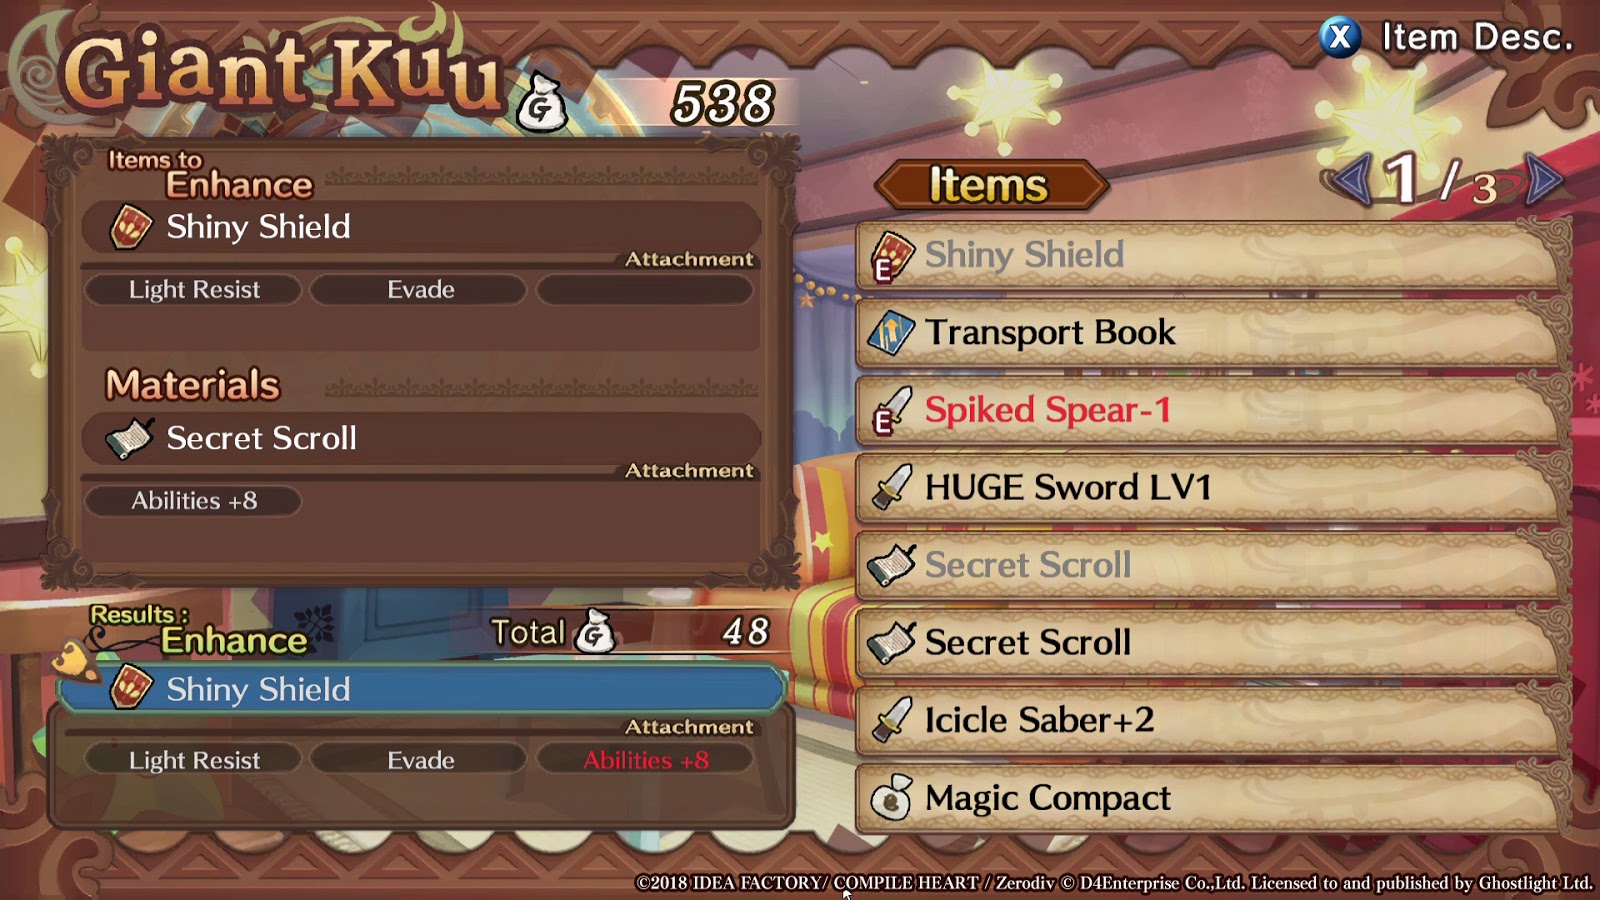 Giant Kuu
G
538
X Item Desc.
Items to
Enhance
Shiny Shield
Attachment
Light Resist
Evade
Materials
Secret Scroll
Attachment
Abilities +8
Results :
Enhance
Total G 48
Shiny Shield
Attachment
Light Resist
Evade
Abilities +8
Items
1 / 3
E Shiny Shield
Transport Book
E Spiked Spear-1
HUGE Sword LV1
Secret Scroll
Secret Scroll
Icicle Saber+2
Magic Compact
©2018 IDEA FACTORY/ COMPILE HEART / Zerodiv © D4Enterprise Co.,Ltd. Licensed to and published by Ghostlight Ltd.